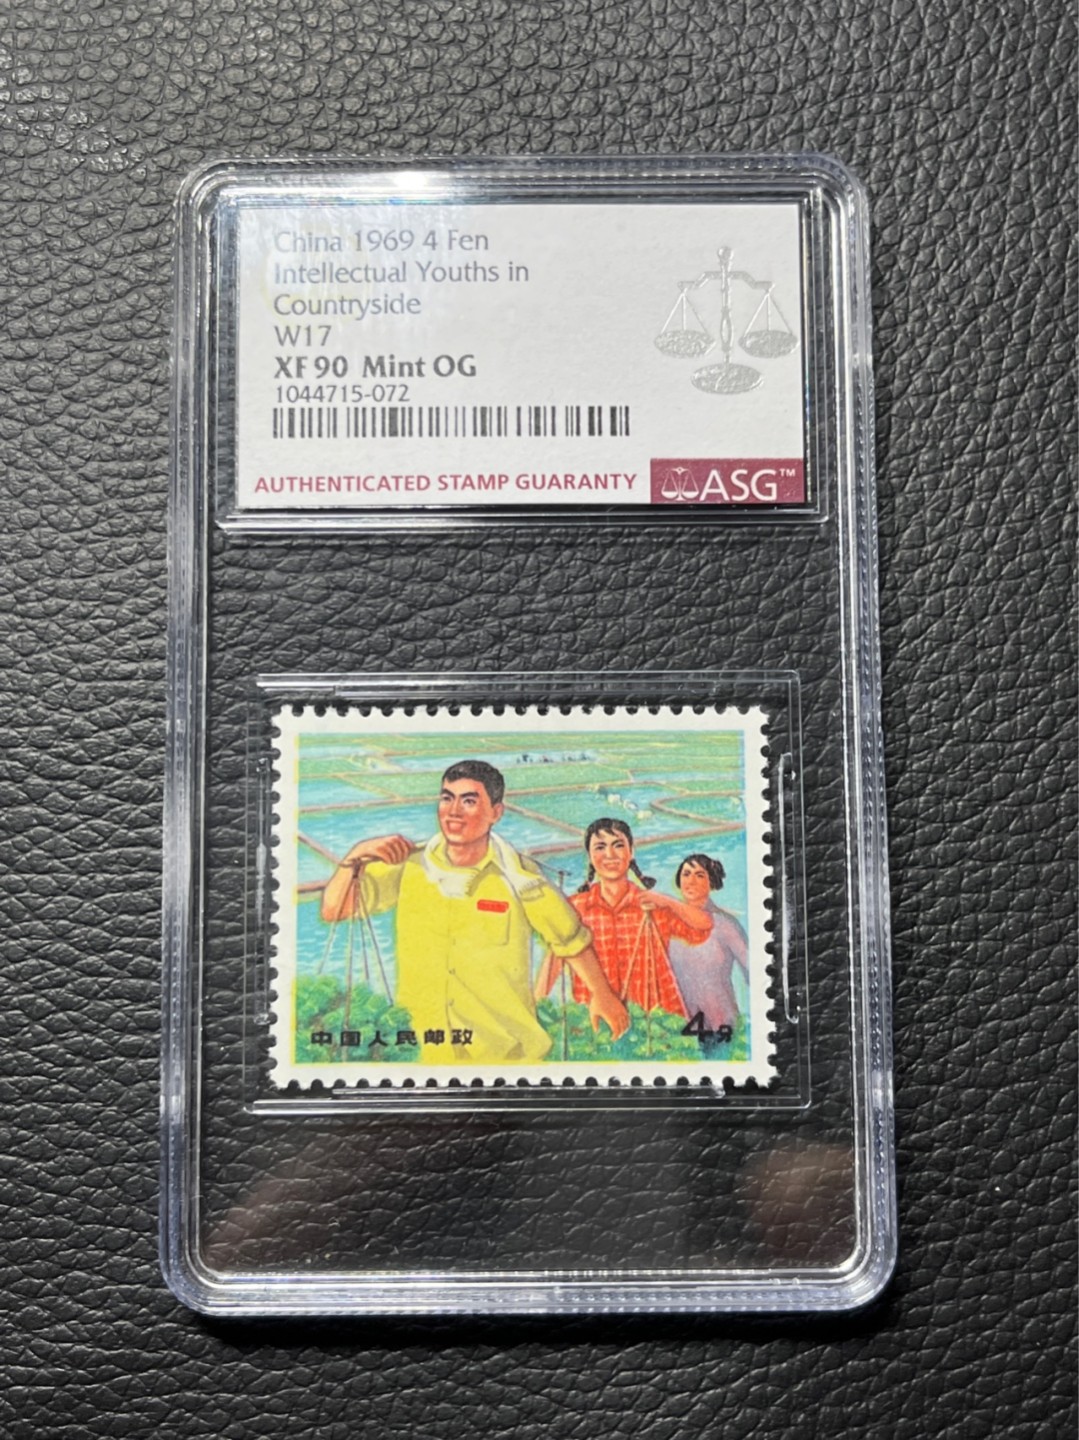 China 1969 4 Fen
Intellectual Youths in
Countryside
W17
XF 90 Mint OG
1044715-072
AUTHENTICATED STAMP GUARANTY
ASG™
中国人民邮政
4分